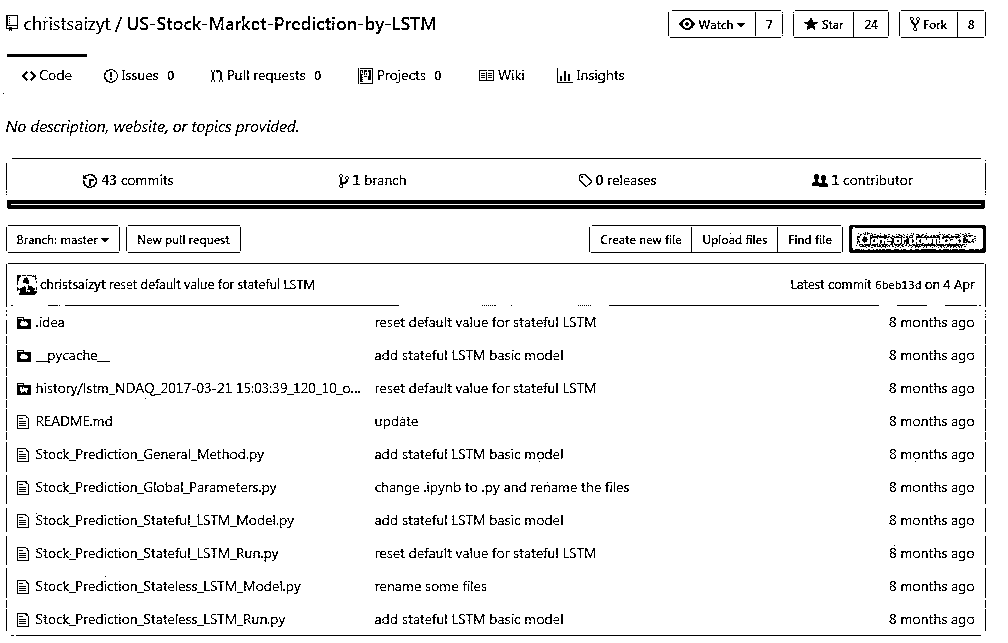 christsaizyt / US-Stock-Market-Prediction-by-LSTM Watch 7 Star 24 Fork 8
Code Issues 0 Pull requests 0 Projects 0 Wiki Insights
No description, website, or topics provided.
43 commits 1 branch 0 releases 1 contributor
Branch: master New pull request Create new file Upload files Find file Clone or download
christsaizyt reset default value for stateful LSTM Latest commit 6beb13d on 4 Apr
.idea reset default value for stateful LSTM 8 months ago
__pycache__ add stateful LSTM basic model 8 months ago
history/lstm_NDAQ_2017-03-21 15:03:39_120_10_o... reset default value for stateful LSTM 8 months ago
README.md update 8 months ago
Stock_Prediction_General_Method.py add stateful LSTM basic model 8 months ago
Stock_Prediction_Global_Parameters.py change .ipynb to .py and rename the files 8 months ago
Stock_Prediction_Stateful_LSTM_Model.py add stateful LSTM basic model 8 months ago
Stock_Prediction_Stateful_LSTM_Run.py reset default value for stateful LSTM 8 months ago
Stock_Prediction_Stateless_LSTM_Model.py rename some files 8 months ago
Stock_Prediction_Stateless_LSTM_Run.py add stateful LSTM basic model 8 months ago